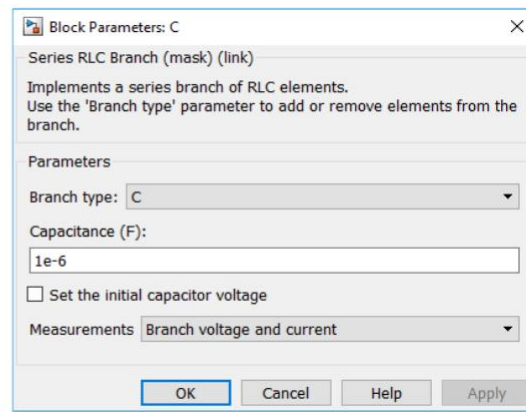 Block Parameters: C
Series RLC Branch (mask) (link)
Implements a series branch of RLC elements.
Use the 'Branch type' parameter to add or remove elements from the
branch.
Parameters
Branch type: C
Capacitance (F):
1e-6
Set the initial capacitor voltage
Measurements Branch voltage and current
OK Cancel Help Apply